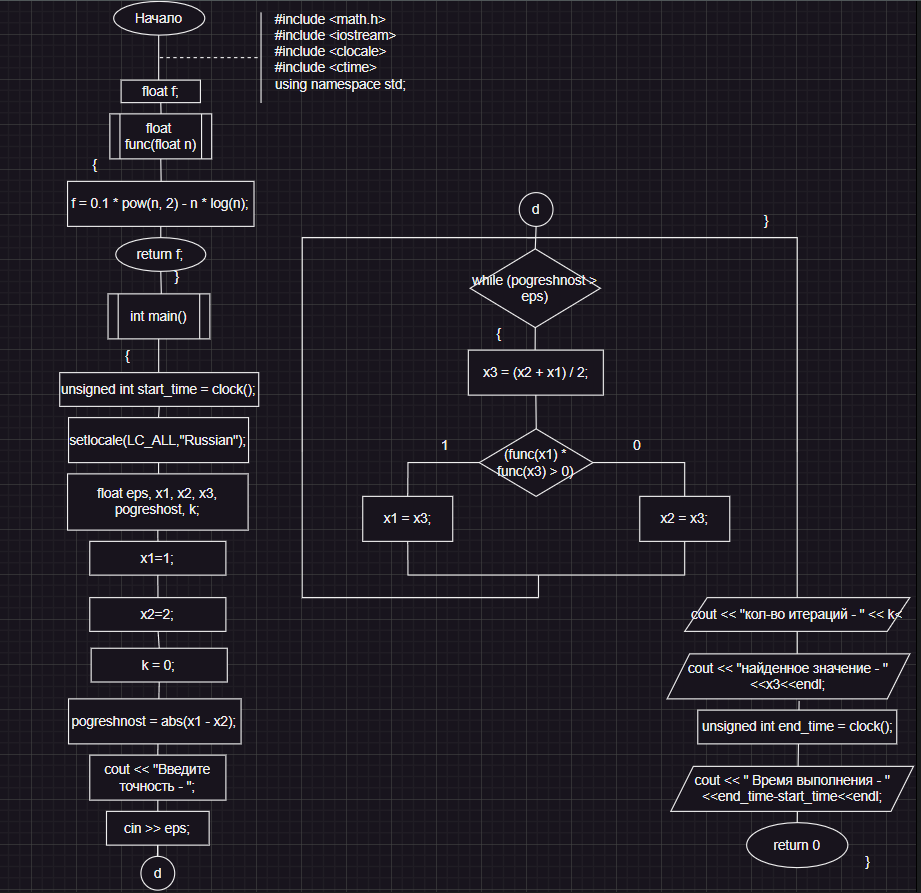 Начало
#include <math.h>
#include <iostream>
#include <clocale>
#include <ctime>
using namespace std;
float f;
float
func(float n)
{
f = 0.1 * pow(n, 2) - n * log(n);
return f;
}
int main()
{
unsigned int start_time = clock();
setlocale(LC_ALL,"Russian");
float eps, x1, x2, x3,
pogreshost, k;
x1=1;
x2=2;
k = 0;
pogreshnost = abs(x1 - x2);
cout << "Введите
точность - ";
cin >> eps;
d
d
while (pogreshnost >
eps)
{
x3 = (x2 + x1) / 2;
(func(x1) *
func(x3) > 0)
1
0
x1 = x3;
x2 = x3;
}
cout << "кол-во итераций - " << k<
cout << "найденное значение - "
<<x3<<endl;
unsigned int end_time = clock();
cout << " Время выполнения - "
<<end_time-start_time<<endl;
return 0
}